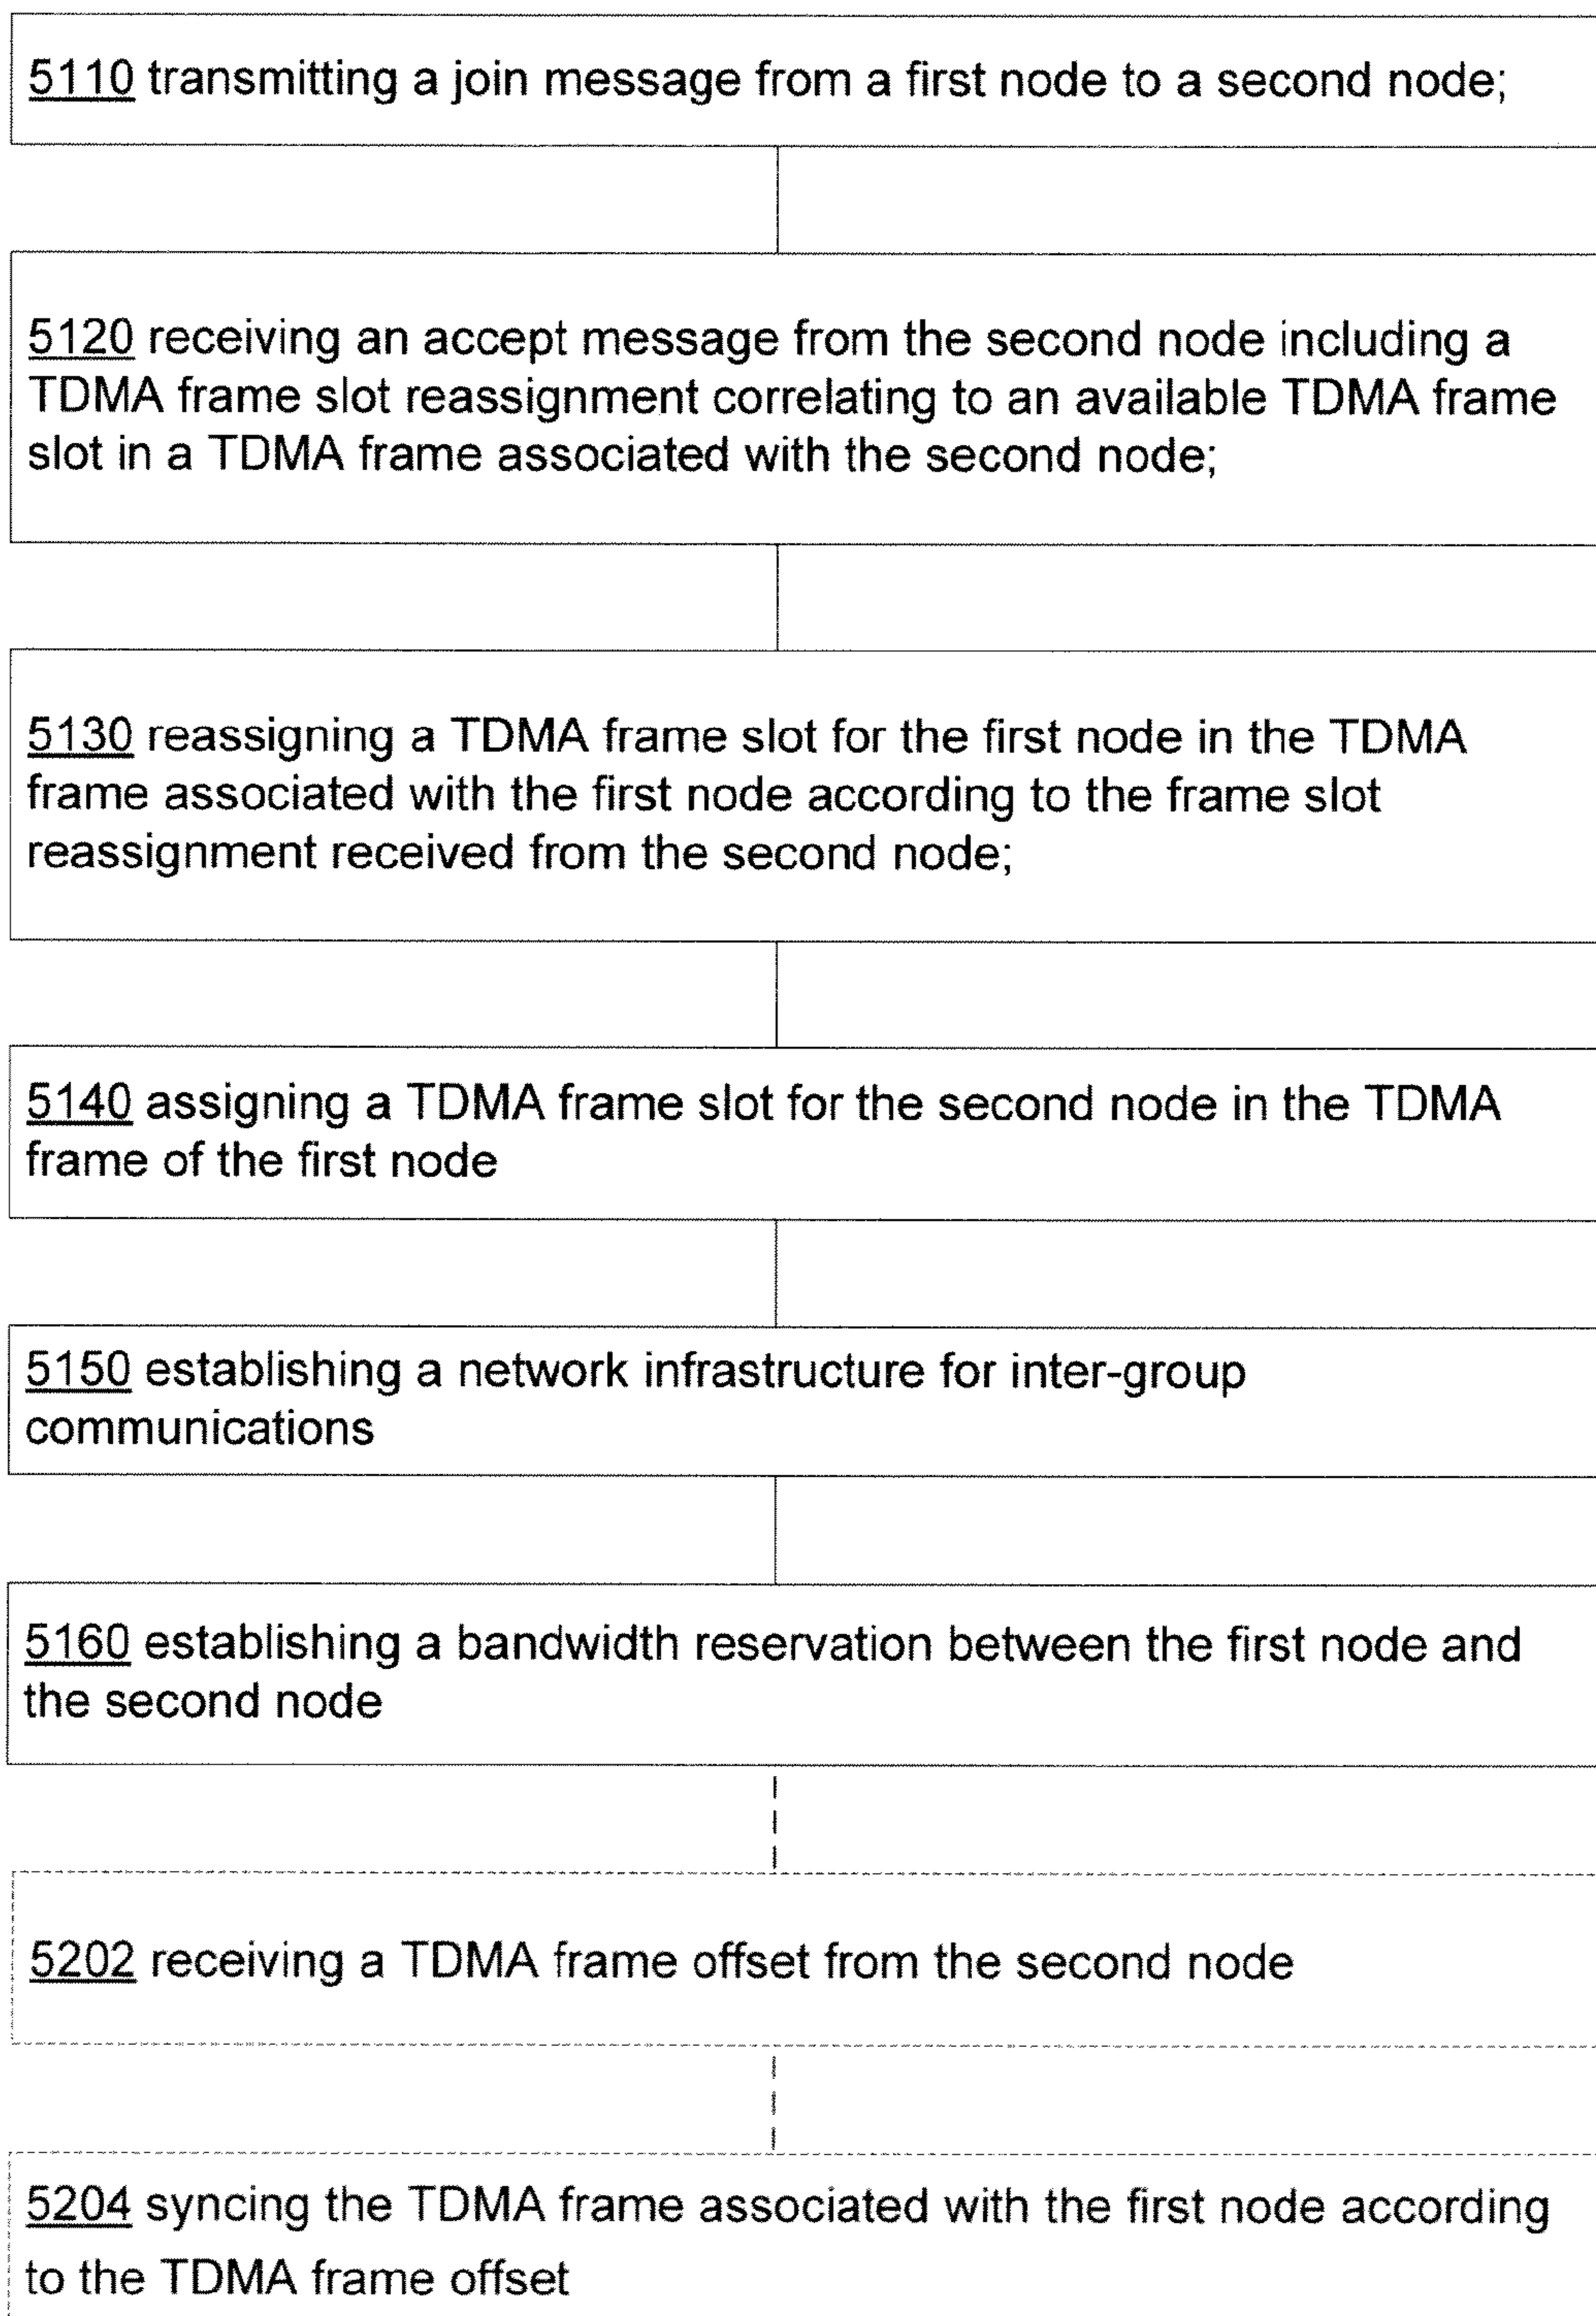 5110 transmitting a join message from a first node to a second node;
5120 receiving an accept message from the second node including a
TDMA frame slot reassignment correlating to an available TDMA frame
slot in a TDMA frame associated with the second node;
5130 reassigning a TDMA frame slot for the first node in the TDMA
frame associated with the first node according to the frame slot
reassignment received from the second node;
5140 assigning a TDMA frame slot for the second node in the TDMA
frame of the first node
5150 establishing a network infrastructure for inter-group
communications
5160 establishing a bandwidth reservation between the first node and
the second node
5202 receiving a TDMA frame offset from the second node
5204 syncing the TDMA frame associated with the first node according
to the TDMA frame offset